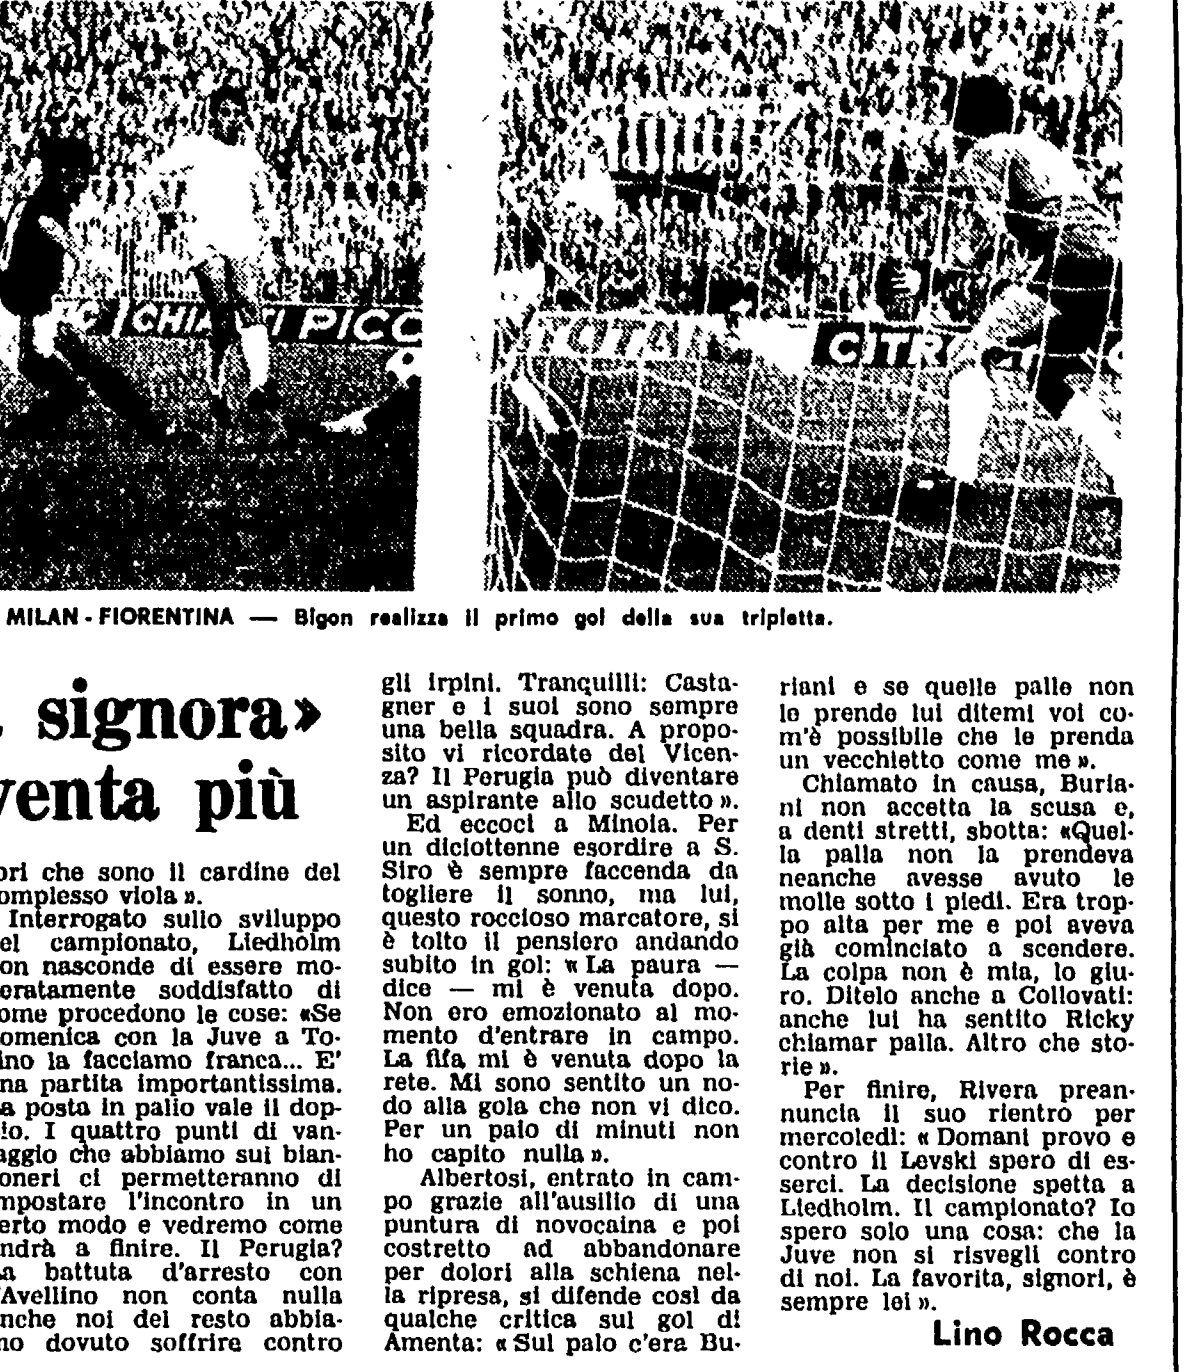 CHIA
I PICC
CITR
MILAN - FIORENTINA — Bigon realizza il primo gol della sua tripletta.
signora»
venta più
ori che sono il cardine del
omplesso viola ».
Interrogato sullo sviluppo
el campionato, Liedholm
on nasconde di essere mo-
eratamente soddisfatto di
ome procedono le cose: «Se
omenica con la Juve a To-
ino la facciamo franca... E'
na partita importantissima.
a posta in palio vale il dop-
io. I quattro punti di van-
aggio che abbiamo sui bian-
oneri ci permetteranno di
mpostare l'incontro in un
erto modo e vedremo come
ndrà a finire. Il Perugia?
a battuta d'arresto con
'Avellino non conta nulla
nche noi del resto abbia-
mo dovuto soffrire contro
gli irpini. Tranquilli: Casta-
gner e i suoi sono sempre
una bella squadra. A propo-
sito vi ricordate del Vicen-
za? Il Perugia può diventare
un aspirante allo scudetto ».
Ed eccoci a Minoia. Per
un diciottenne esordire a S.
Siro è sempre faccenda da
togliere il sonno, ma lui,
questo roccioso marcatore, si
è tolto il pensiero andando
subito in gol: « La paura —
dice — mi è venuta dopo.
Non ero emozionato al mo-
mento d'entrare in campo.
La fifa mi è venuta dopo la
rete. Mi sono sentito un no-
do alla gola che non vi dico.
Per un paio di minuti non
ho capito nulla ».
Albertosi, entrato in cam-
po grazie all'ausilio di una
puntura di novocaina e poi
costretto ad abbandonare
per dolori alla schiena nel-
la ripresa, si difende così da
qualche critica sul gol di
Amenta: « Sul palo c'era Bu-
riani e se quelle palle non
le prende lui ditemi voi co-
m'è possibile che le prenda
un vecchietto come me ».
Chiamato in causa, Buria-
ni non accetta la scusa e,
a denti stretti, sbotta: «Quel-
la palla non la prendeva
neanche avesse avuto le
molle sotto i piedi. Era trop-
po alta per me e poi aveva
già cominciato a scendere.
La colpa non è mia, lo giu-
ro. Ditelo anche a Collovati:
anche lui ha sentito Ricky
chiamar palla. Altro che sto-
rie ».
Per finire, Rivera prean-
nuncia il suo rientro per
mercoledì: « Domani provo e
contro il Levski spero di es-
serci. La decisione spetta a
Liedholm. Il campionato? Io
spero solo una cosa: che la
Juve non si risvegli contro
di noi. La favorita, signori, è
sempre lei ».
Lino Rocca